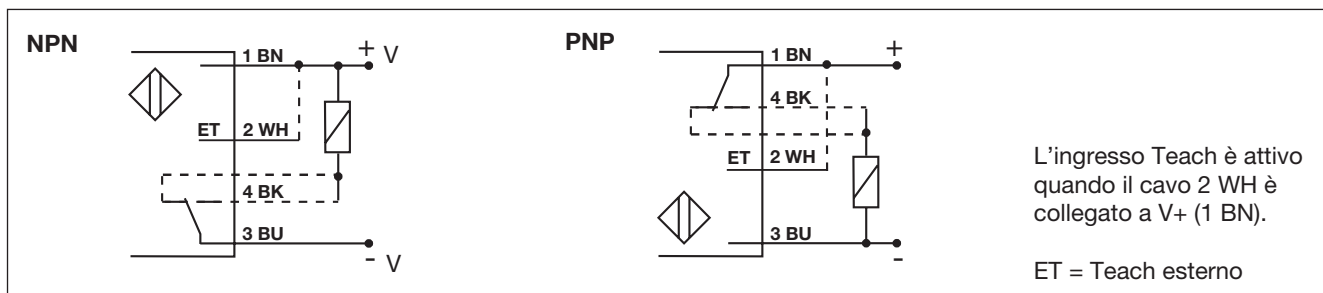 NPN
1 BN
+ V
ET 2 WH
4 BK
3 BU
- V
PNP
1 BN
+
4 BK
ET 2 WH
3 BU
-
L'ingresso Teach è attivo
quando il cavo 2 WH è
collegato a V+ (1 BN).
ET = Teach esterno